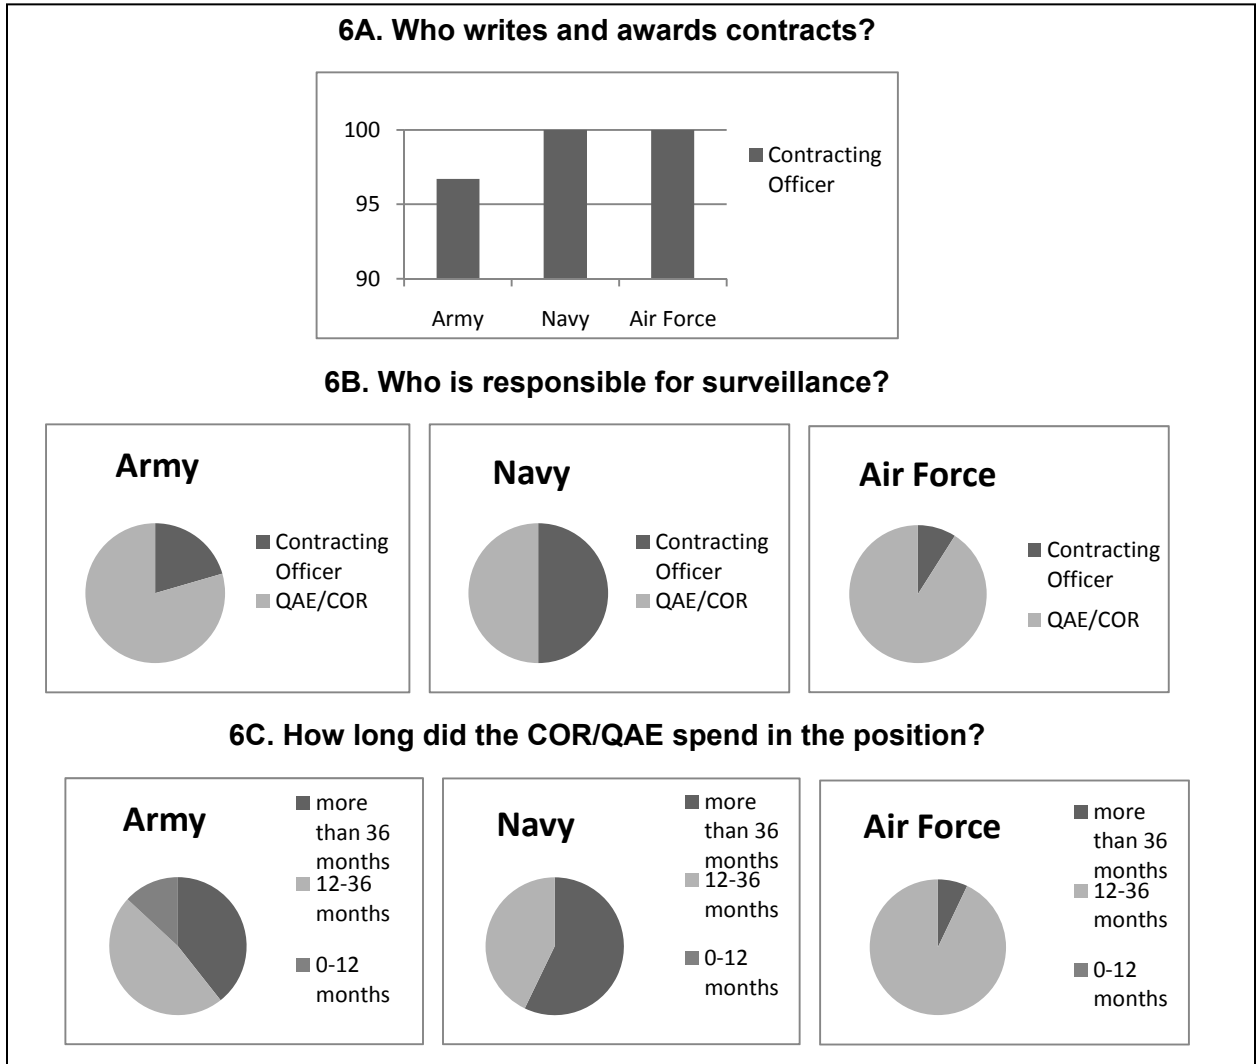 6A. Who writes and awards contracts?
100
95
90
Army Navy Air Force
Contracting
Officer
6B. Who is responsible for surveillance?
Army
Contracting
Officer
QAE/COR
Navy
Contracting
Officer
QAE/COR
Air Force
Contracting
Officer
QAE/COR
6C. How long did the COR/QAE spend in the position?
Army
more
than 36
months
12-36
months
0-12
months
Navy
more
than 36
months
12-36
months
0-12
months
Air Force
more
than 36
months
12-36
months
0-12
months